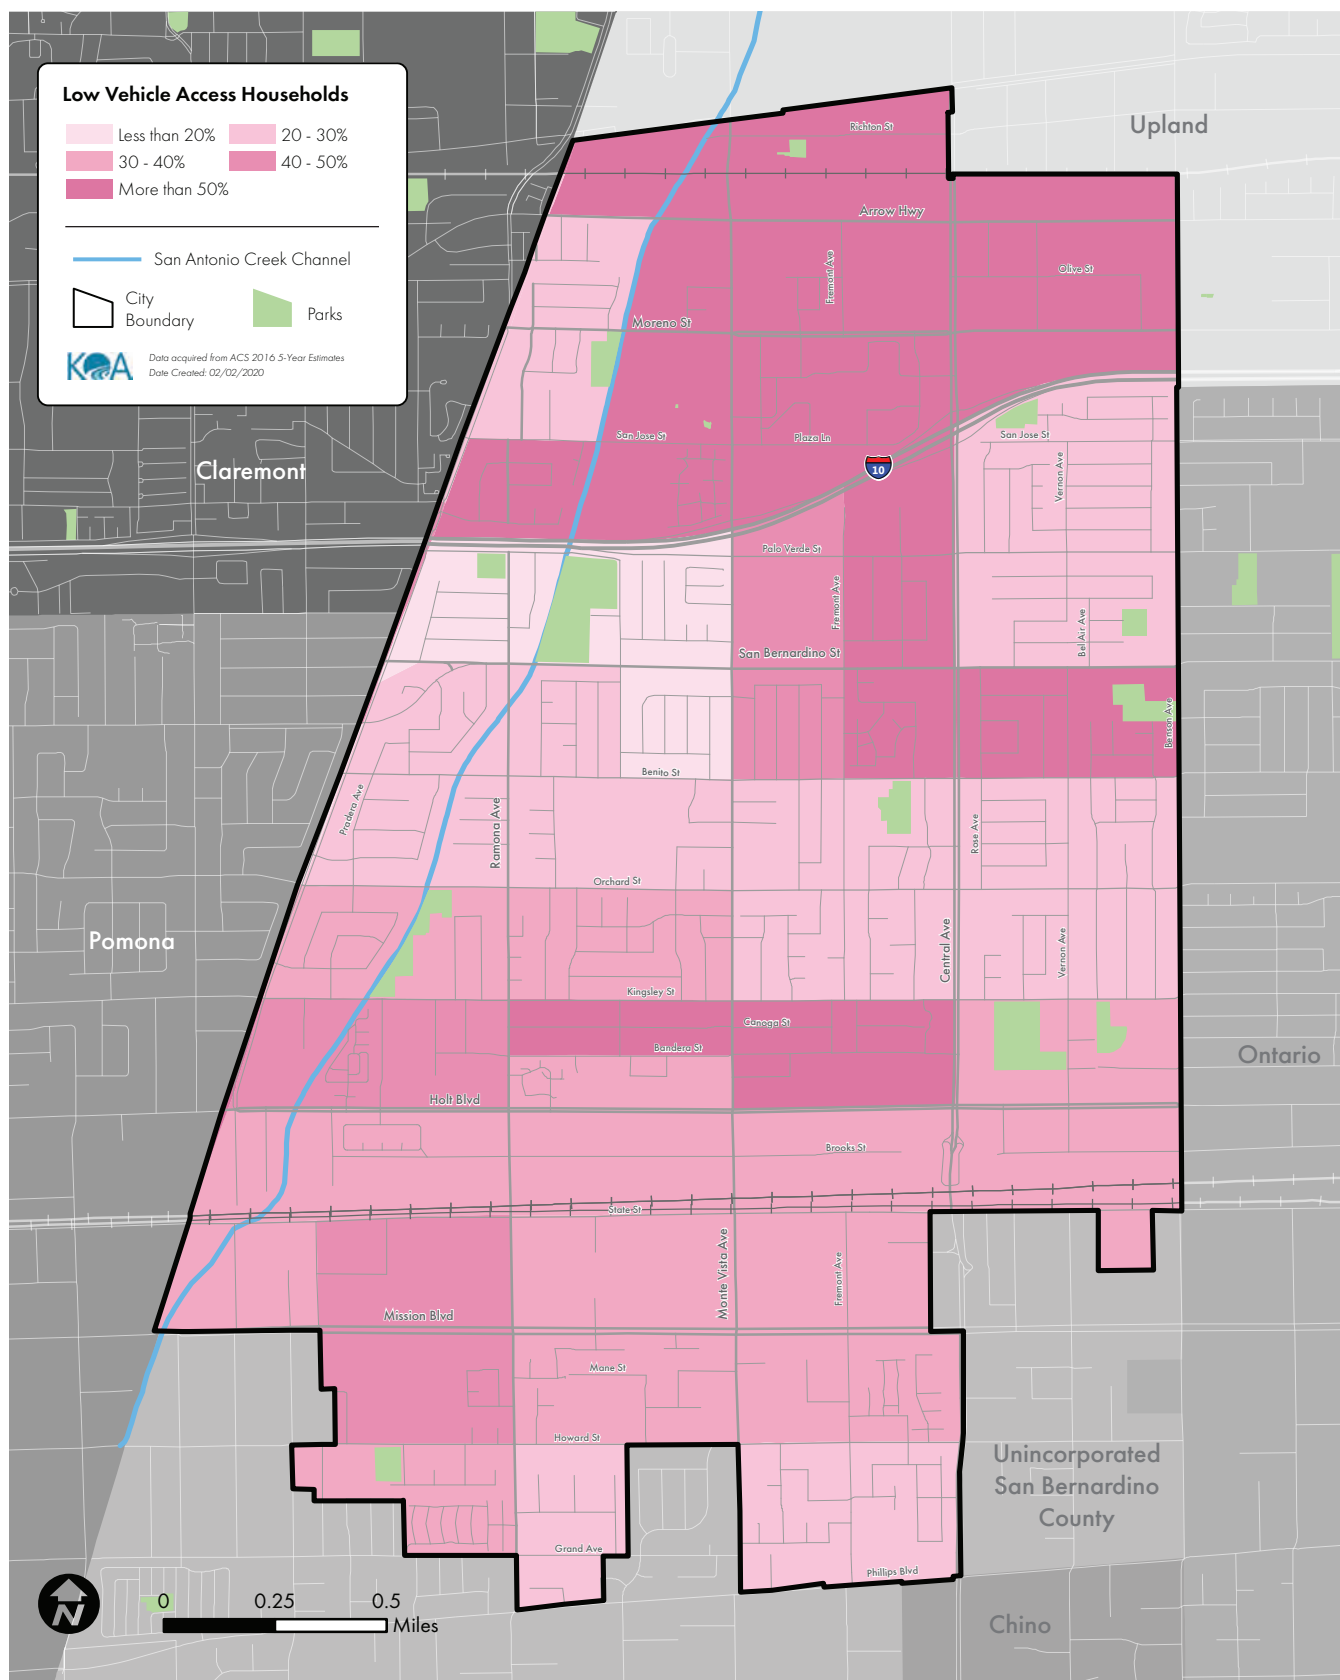 Low Vehicle Access Households
Less than 20%
20 - 30%
30 - 40%
40 - 50%
More than 50%
San Antonio Creek Channel
City
Boundary
Parks
KOA
Data acquired from ACS 2016 5-Year Estimates
Date Created: 02/02/2020
Upland
Richton St
Arrow Hwy
Fremont Ave
Olive St
Moreno St
San Jose St
Plaza Ln
San Jose St
10
Claremont
Vernon Ave
Palo Verde St
Fremont Ave
San Bernardino St
Bel Air Ave
Benson Ave
Benito St
Pradera Ave
Ramona Ave
Rose Ave
Orchard St
Pomona
Central Ave
Vernon Ave
Kingsley St
Canoga St
Bandera St
Ontario
Holt Blvd
Brooks St
State St
Monte Vista Ave
Fremont Ave
Mission Blvd
Mane St
Howard St
Unincorporated
San Bernardino
County
Grand Ave
Phillips Blvd
Chino
N
0 0.25 0.5
Miles